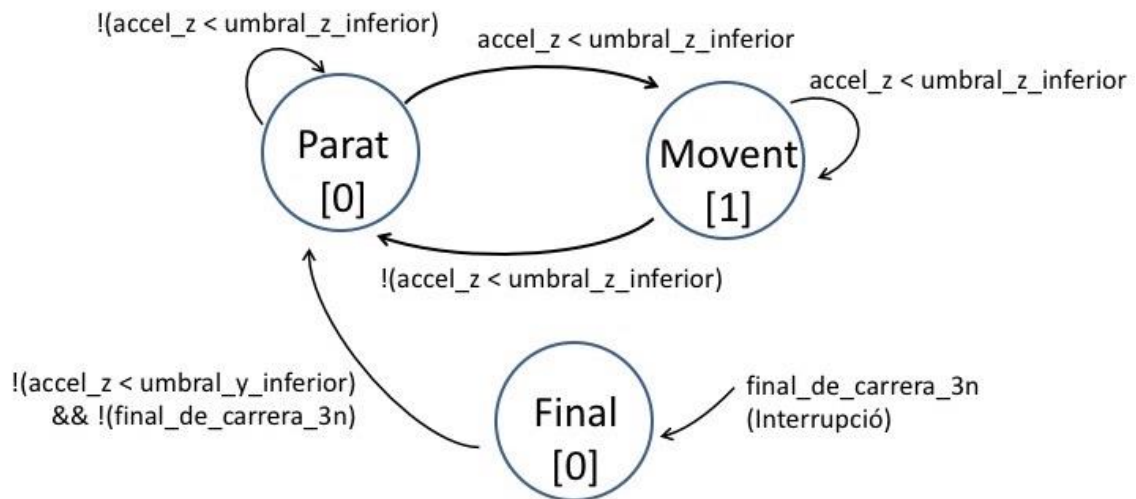 !(accel_z < umbral_z_inferior)
accel_z < umbral_z_inferior
accel_z < umbral_z_inferior
Parat
[0]
Movent
[1]
!(accel_z < umbral_z_inferior)
!(accel_z < umbral_y_inferior)
&& !(final_de_carrera_3n)
Final
[0]
final_de_carrera_3n
(Interrupció)